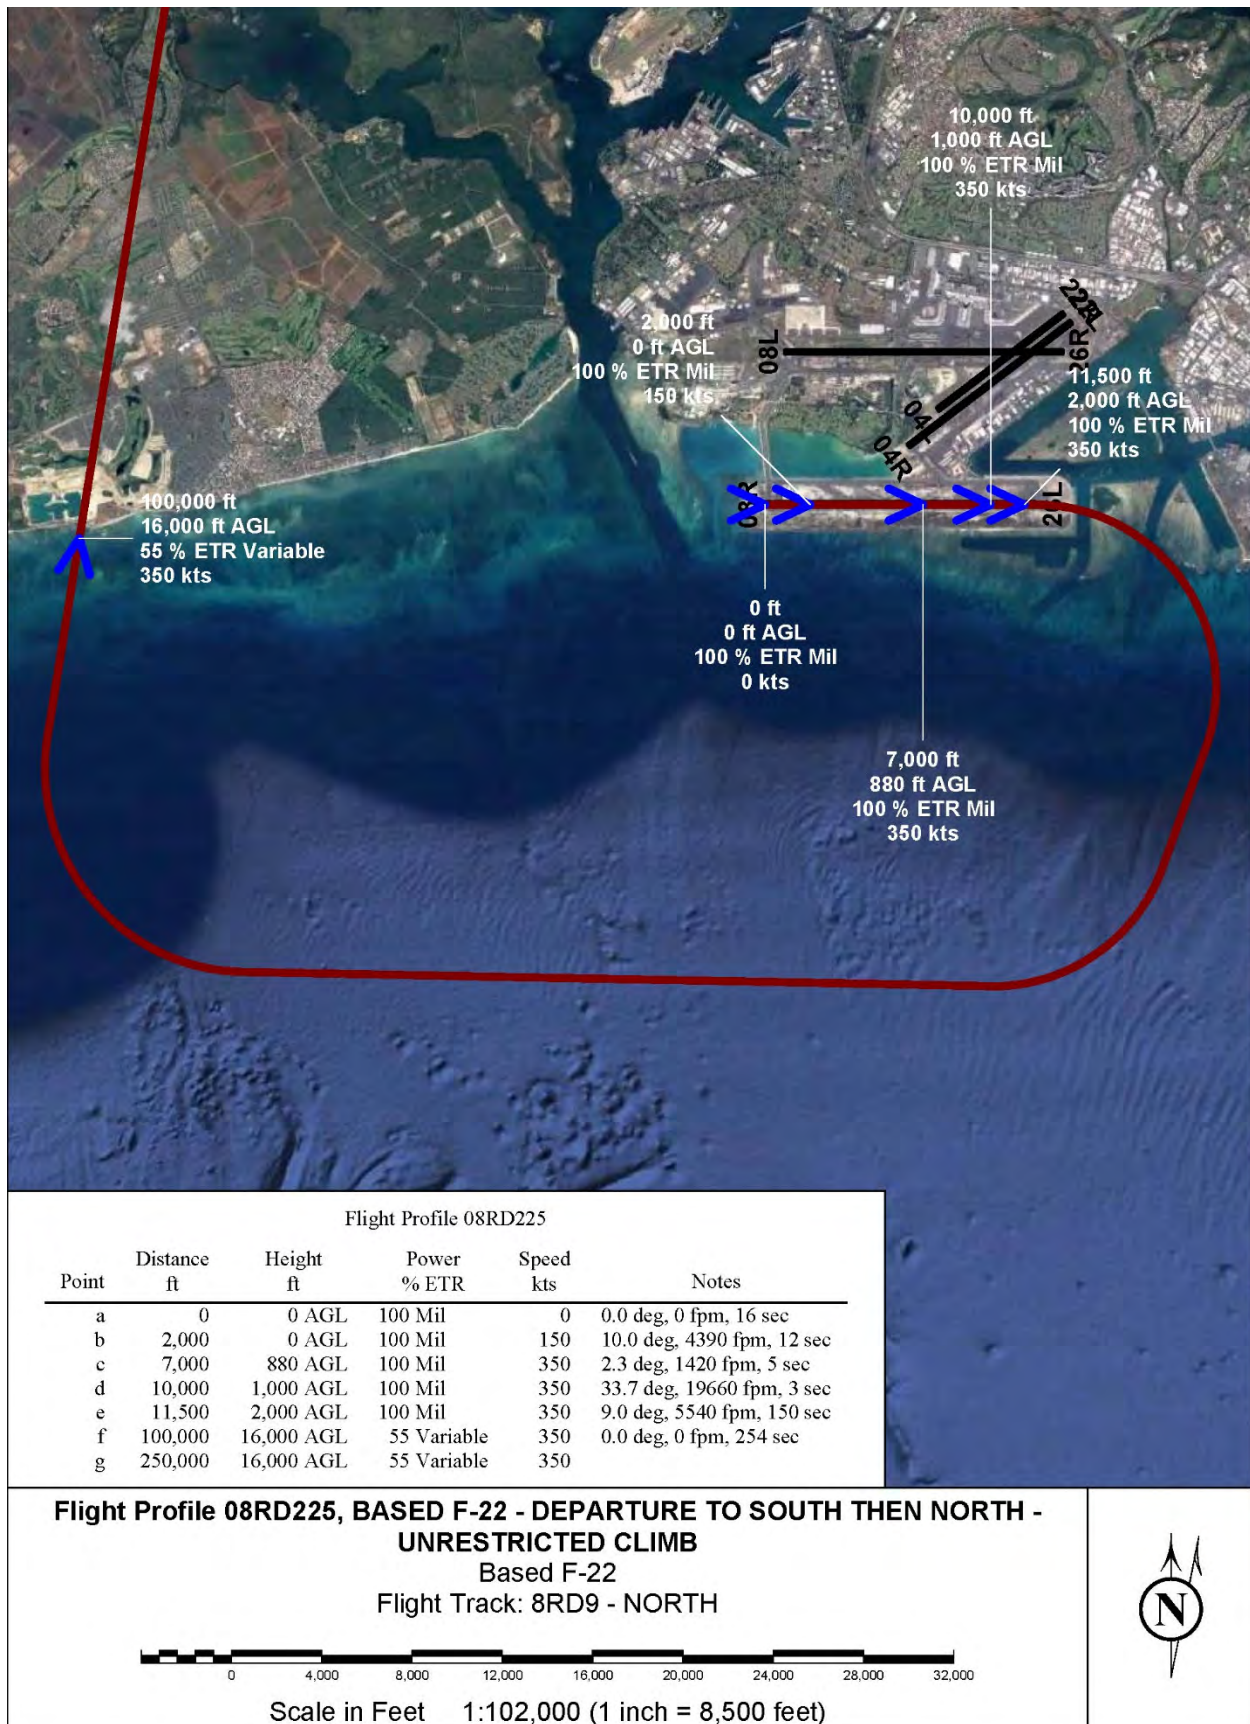 10,000 ft
1,000 ft AGL
100 % ETR Mil
350 kts
2,000 ft
0 ft AGL
100 % ETR Mil
150 kts
08L
26R
22L
04L
04R
11,500 ft
2,000 ft AGL
100 % ETR Mil
350 kts
08R
26L
100,000 ft
16,000 ft AGL
55 % ETR Variable
350 kts
0 ft
0 ft AGL
100 % ETR Mil
0 kts
7,000 ft
880 ft AGL
100 % ETR Mil
350 kts
Flight Profile 08RD225
Distance Height Power Speed
Point ft ft % ETR kts Notes
a 0 0 AGL 100 Mil 0 0.0 deg, 0 fpm, 16 sec
b 2,000 0 AGL 100 Mil 150 10.0 deg, 4390 fpm, 12 sec
c 7,000 880 AGL 100 Mil 350 2.3 deg, 1420 fpm, 5 sec
d 10,000 1,000 AGL 100 Mil 350 33.7 deg, 19660 fpm, 3 sec
e 11,500 2,000 AGL 100 Mil 350 9.0 deg, 5540 fpm, 150 sec
f 100,000 16,000 AGL 55 Variable 350 0.0 deg, 0 fpm, 254 sec
g 250,000 16,000 AGL 55 Variable 350
Flight Profile 08RD225, BASED F-22 - DEPARTURE TO SOUTH THEN NORTH -
UNRESTRICTED CLIMB
Based F-22
Flight Track: 8RD9 - NORTH
N
0 4,000 8,000 12,000 16,000 20,000 24,000 28,000 32,000
Scale in Feet 1:102,000 (1 inch = 8,500 feet)